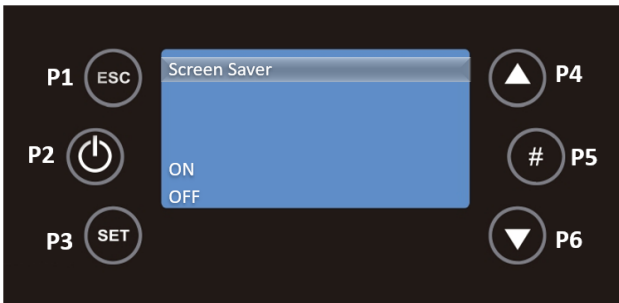 P1 ESC
Screen Saver
P4
P2
# P5
ON
OFF
P3 SET
P6